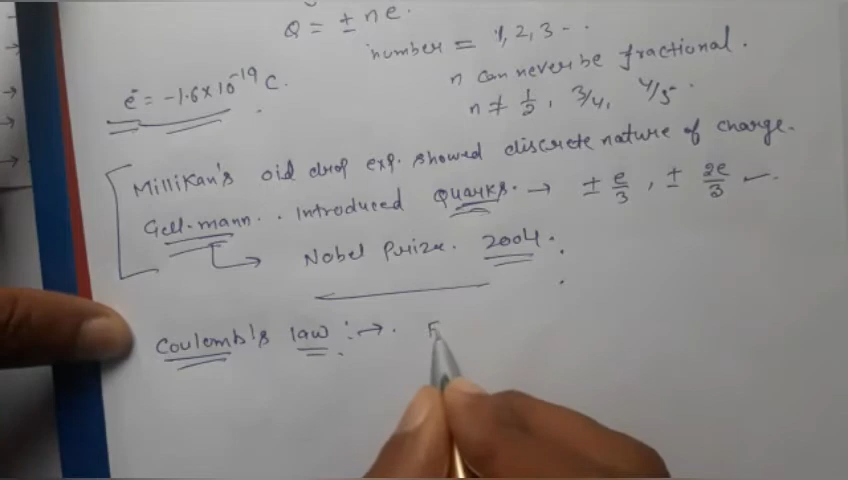 Q = ± ne.
number = 1, 2, 3 - - .
e⁻ = -1.6 × 10⁻¹⁹ C.
n can never be fractional.
n ≠ 1/2, 3/4, 4/5 .
Millikan's oid drop exp. showed discrete nature of charge.
Gell-mann . . Introduced Quarks. → ± e/3 , ± 2e/3
Nobel Prize. 2004.
Coulomb's law :→. F